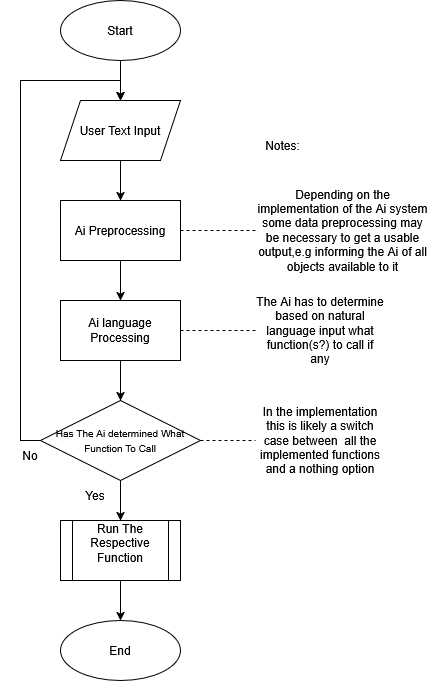 Start
User Text Input
Notes:
Ai Preprocessing
Depending on the
implementation of the Ai system
some data preprocessing may
be necessary to get a usable
output,e.g informing the Ai of all
objects available to it
Ai language
Processing
The Ai has to determine
based on natural
language input what
function(s?) to call if
any
Has The Ai determined What
Function To Call
In the implementation
this is likely a switch
case between all the
implemented functions
and a nothing option
No
Yes
Run The
Respective
Function
End